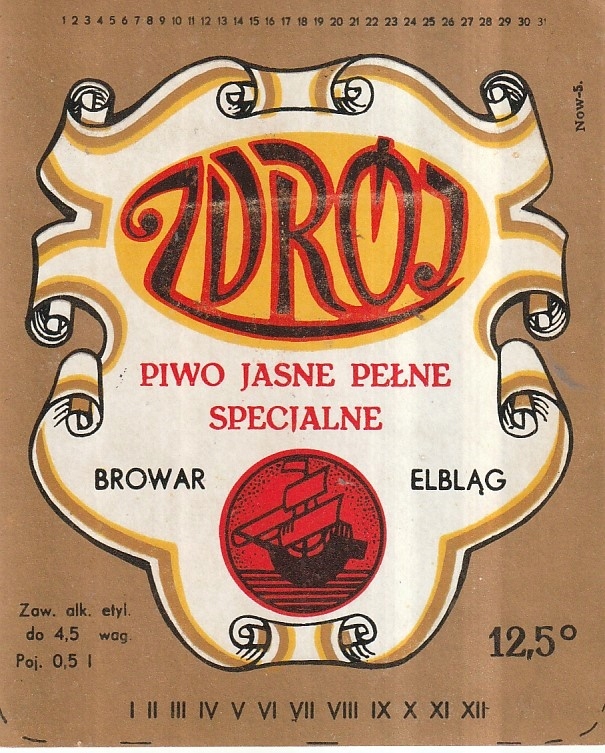 1 2 3 4 5 6 7 8 9 10 11 12 13 14 15 16 17 18 19 20 21 22 23 24 25 26 27 28 29 30 31
Now-5.
ZDRÓJ
PIWO JASNE PEŁNE
SPECJALNE
BROWAR ELBLĄG
Zaw. alk. etyl.
do 4,5 wag.
Poj. 0,5 l
12,5°
I II III IV V VI VII VIII IX X XI XII